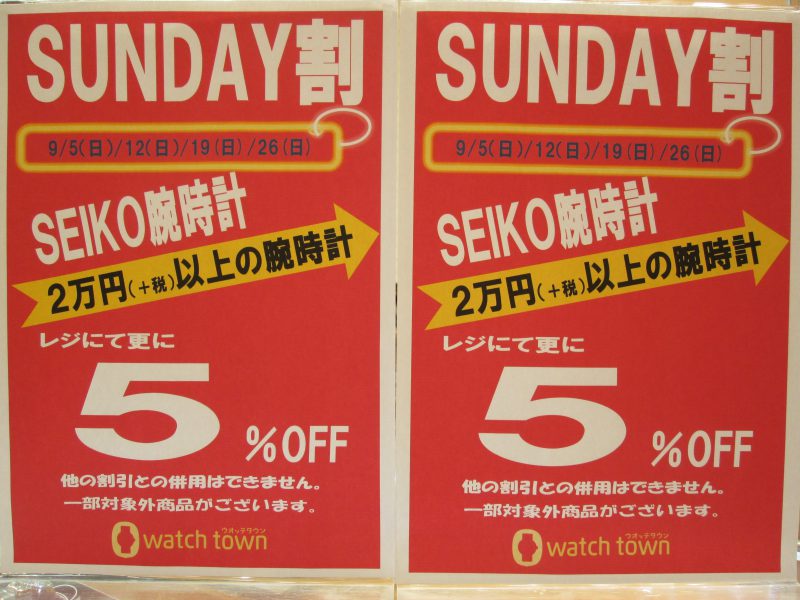 SUNDAY割
9/5(日)/12(日)/19(日)/26(日)
SEIKO腕時計
2万円(+税)以上の腕時計
レジにて更に
5%OFF
他の割引との併用はできません。
一部対象外商品がございます。
ウオッチタウン
watch town
SUNDAY割
9/5(日)/12(日)/19(日)/26(日)
SEIKO腕時計
2万円(+税)以上の腕時計
レジにて更に
5%OFF
他の割引との併用はできません。
一部対象外商品がございます。
ウオッチタウン
watch town